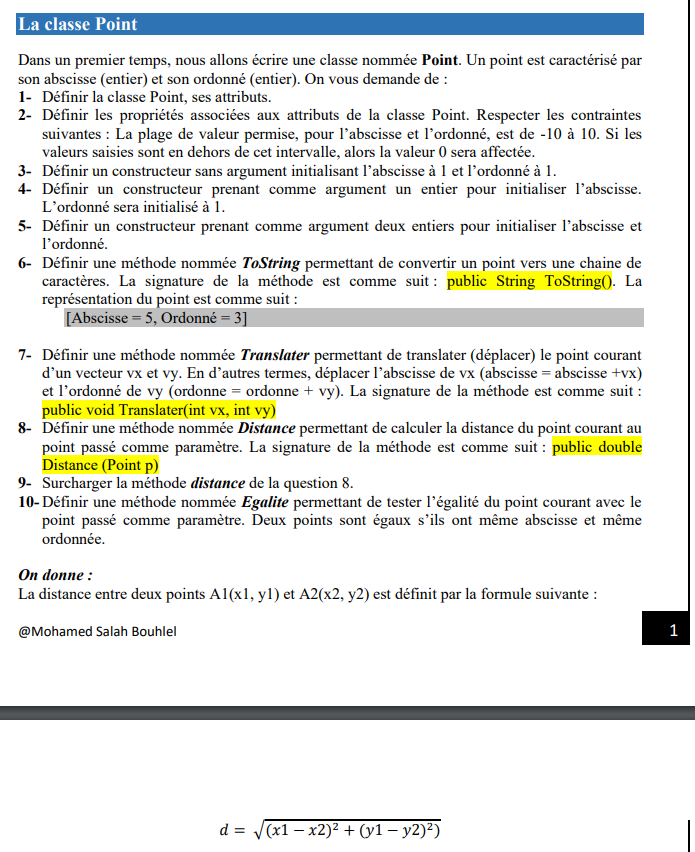 La classe Point
Dans un premier temps, nous allons écrire une classe nommée Point. Un point est caractérisé par
son abscisse (entier) et son ordonné (entier). On vous demande de :
1- Définir la classe Point, ses attributs.
2- Définir les propriétés associées aux attributs de la classe Point. Respecter les contraintes
suivantes : La plage de valeur permise, pour l’abscisse et l’ordonné, est de -10 à 10. Si les
valeurs saisies sont en dehors de cet intervalle, alors la valeur 0 sera affectée.
3- Définir un constructeur sans argument initialisant l’abscisse à 1 et l’ordonné à 1.
4- Définir un constructeur prenant comme argument un entier pour initialiser l’abscisse.
L’ordonné sera initialisé à 1.
5- Définir un constructeur prenant comme argument deux entiers pour initialiser l’abscisse et
l’ordonné.
6- Définir une méthode nommée ToString permettant de convertir un point vers une chaine de
caractères. La signature de la méthode est comme suit : public String ToString(). La
représentation du point est comme suit :
[Abscisse = 5, Ordonné = 3]
7- Définir une méthode nommée Translater permettant de translater (déplacer) le point courant
d’un vecteur vx et vy. En d’autres termes, déplacer l’abscisse de vx (abscisse = abscisse +vx)
et l’ordonné de vy (ordonne = ordonne + vy). La signature de la méthode est comme suit :
public void Translater(int vx, int vy)
8- Définir une méthode nommée Distance permettant de calculer la distance du point courant au
point passé comme paramètre. La signature de la méthode est comme suit : public double
Distance (Point p)
9- Surcharger la méthode distance de la question 8.
10- Définir une méthode nommée Egalite permettant de tester l’égalité du point courant avec le
point passé comme paramètre. Deux points sont égaux s’ils ont même abscisse et même
ordonnée.
On donne :
La distance entre deux points A1(x1, y1) et A2(x2, y2) est définit par la formule suivante :
@Mohamed Salah Bouhlel
1
d = √(x1 − x2)² + (y1 − y2)²)